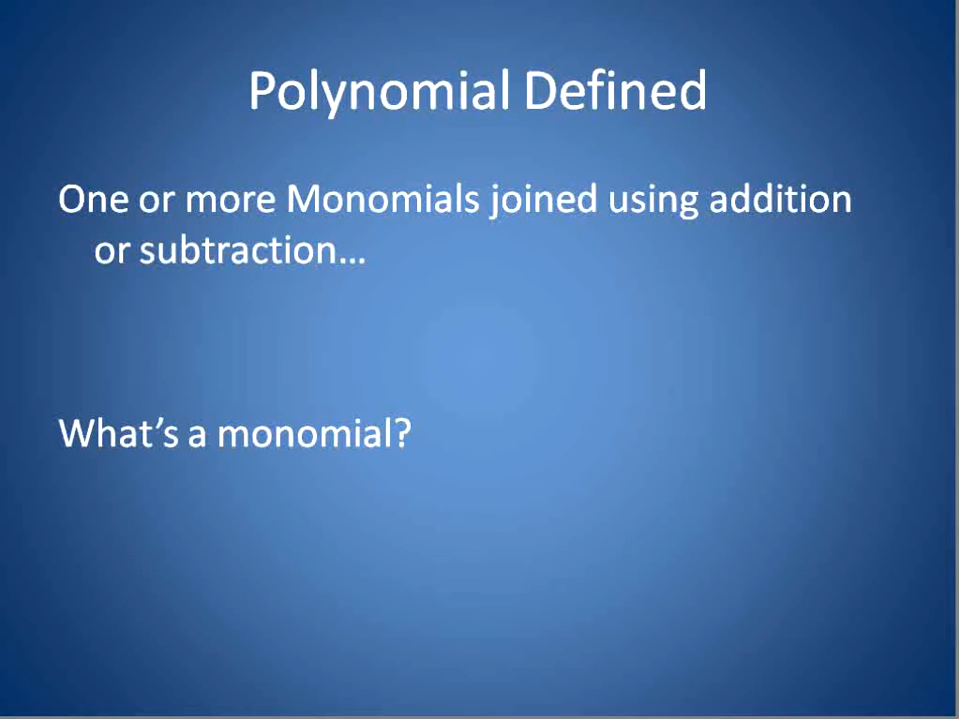 Polynomial Defined
One or more Monomials joined using addition
or subtraction…
What’s a monomial?